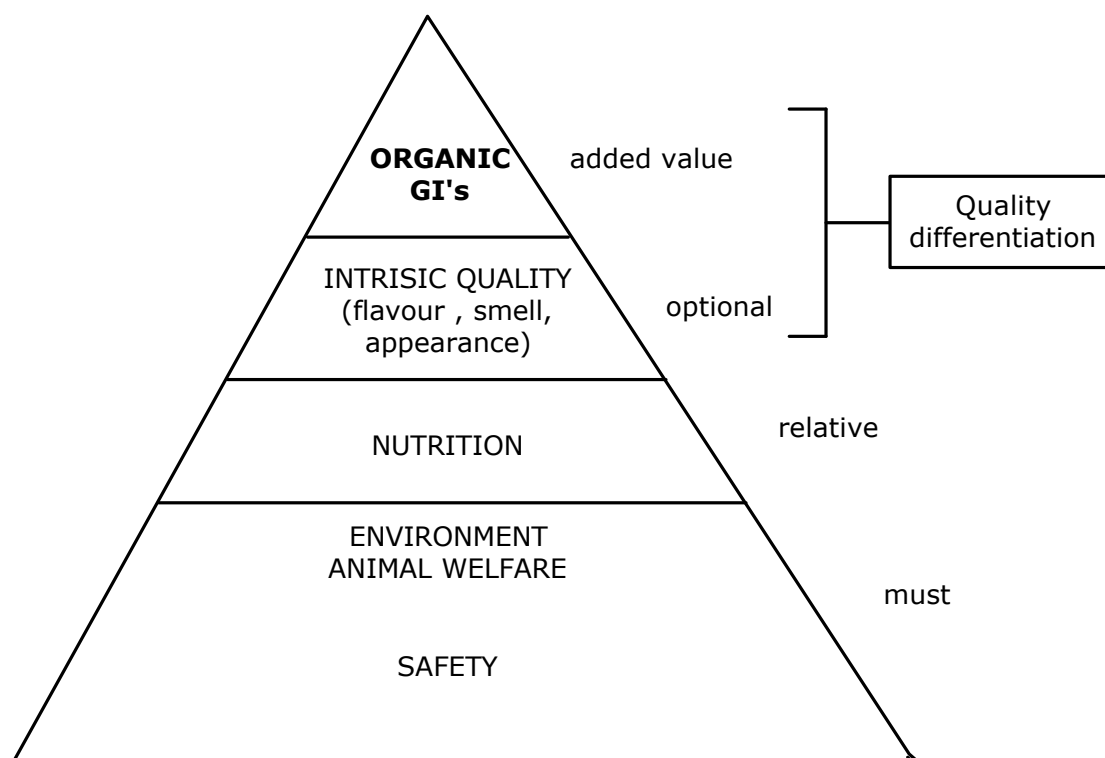 ORGANIC
GI's
added value
Quality
differentiation
INTRISIC QUALITY
(flavour , smell,
appearance)
optional
NUTRITION
relative
ENVIRONMENT
ANIMAL WELFARE
must
SAFETY